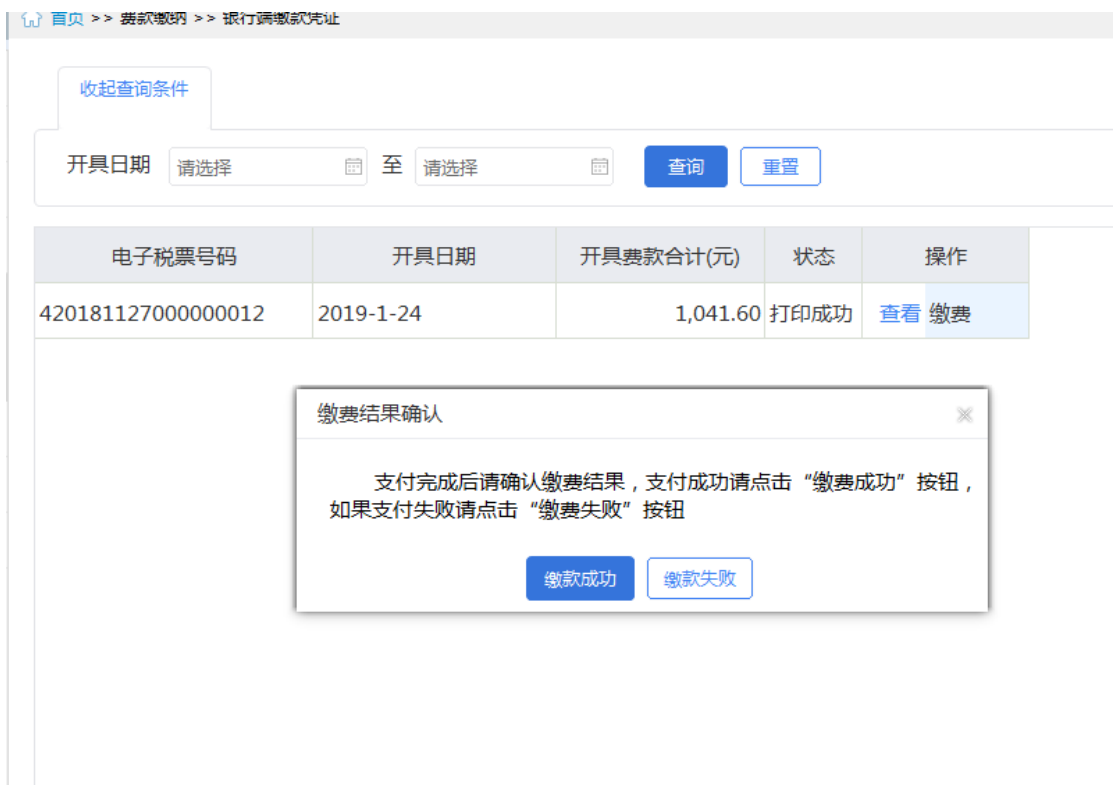 首页 >> 费款缴纳 >> 银行端缴款凭证
收起查询条件
开具日期 请选择 至 请选择 查询 重置
电子税票号码 开具日期 开具费款合计(元) 状态 操作
420181127000000012 2019-1-24 1,041.60 打印成功 查看 缴费
缴费结果确认
支付完成后请确认缴费结果，支付成功请点击“缴费成功”按钮，
如果支付失败请点击“缴费失败”按钮
缴款成功 缴款失败